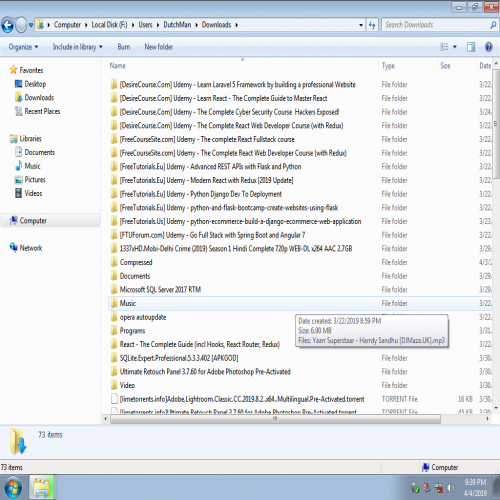 Computer ▸ Local Disk (F:) ▸ Users ▸ DutchMan ▸ Downloads ▸
Search Downloads
Organize ▾ Include in library ▾ Burn New folder
Name Type Size Date
Favorites
Desktop
Downloads
Recent Places
Libraries
Documents
Music
Pictures
Videos
Computer
Network
[DesireCourse.Com] Udemy - Learn Laravel 5 Framework by building a professional Website File folder 3/22,
[DesireCourse.Com] Udemy - Learn React - The Complete Guide to Master React File folder 3/22,
[DesireCourse.Com] Udemy - The Complete Cyber Security Course Hackers Exposed! File folder 3/24,
[DesireCourse.Com] Udemy - The Complete React Web Developer Course (with Redux) File folder 3/22,
[FreeCourseSite.com] Udemy - The complete React Fullstack course File folder 3/22,
[FreeCourseSite.com] Udemy - The Complete React Web Developer Course (with Redux) File folder 3/22,
[FreeTutorials.Eu] Udemy - Advanced REST APIs with Flask and Python File folder 3/22,
[FreeTutorials.Eu] Udemy - Modern React with Redux [2019 Update] File folder 3/22,
[FreeTutorials.Eu] Udemy - Python Django Dev To Deployment File folder 3/22,
[FreeTutorials.Eu] Udemy - python-and-flask-bootcamp-create-websites-using-flask File folder 3/22,
[FreeTutorials.Us] Udemy - python-ecommerce-build-a-django-ecommerce-web-application File folder 3/23,
[FTUForum.com] Udemy - Go Full Stack with Spring Boot and Angular 7 File folder 3/22,
1337xHD.Mobi-Delhi Crime (2019) Season 1 Hindi Complete 720p WEB-DL x264 AAC 2.7GB File folder 3/22,
Compressed File folder 4/3/2
Documents File folder 3/22,
Microsoft SQL Server 2017 RTM File folder 3/22,
Music File folder 3/22,
opera autoupdate
Date created: 3/22/2019 8:59 PM
Size: 6.90 MB
Files: Yaarr Superstaar - Harrdy Sandhu [DJMaza.UK].mp3
Programs File folder 3/31,
React - The Complete Guide (incl Hooks, React Router, Redux)
SQLite.Expert.Professional.5.3.3.402 [APKGOD] File folder 3/22,
Ultimate Retouch Panel 3.7.60 for Adobe Photoshop Pre-Activated File folder 3/22,
Video File folder 3/22,
[limetorrents.info]Adobe.Lightroom.Classic.CC.2019.8.2..x64..Multilingual.Pre-Activated.torrent TORRENT File 16 KB 3/22,
[limetorrents.info]Ultimate Retouch Panel 3.7.60 for Adobe Photoshop Pre-Activated.torrent TORRENT File 45 KB
73 items
73 items
Computer
9:39 PM
4/4/2019